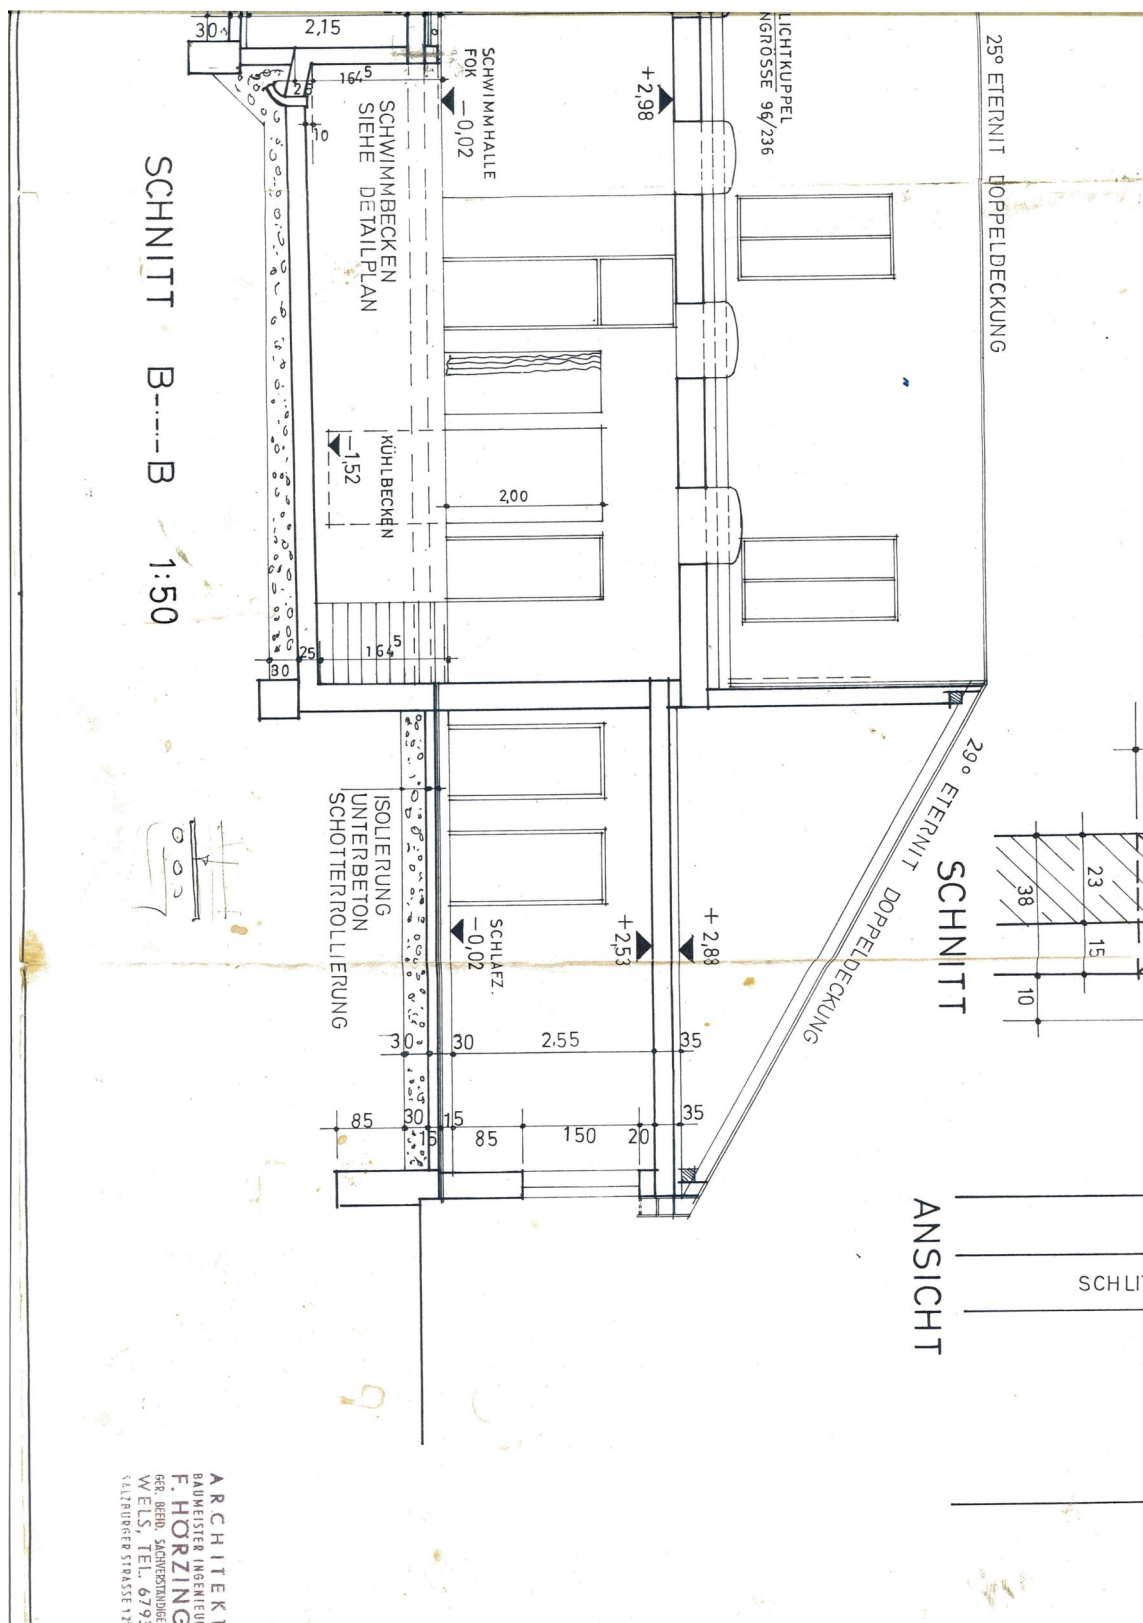 25° ETERNIT DOPPELDECKUNG
LICHTKUPPEL
NGRÖSSE 96/236
+2,98
SCHWIMMHALLE
FOK -0,02
2,15
30
164⁵
25
10
SCHWIMMBECKEN
SIEHE DETAILPLAN
KÜHLBECKEN
-1,52
2,00
164⁵
25
30
SCHNITT B----B 1:50
29° ETERNIT DOPPELDECKUNG
+2,88
+2,53
SCHLAFZ.
-0,02
ISOLIERUNG
UNTERBETON
SCHOTTERROLLIERUNG
30
30
2.55
35
85
30
15
15
85
150
20
35
SCHNITT
23
15
38
10
ANSICHT
SCHLIT
ARCHITEKT
BAUMEISTER INGENIEUR
F. HÖRZING
GER. BEEID. SACHVERSTÄNDIGE
WELS, TEL. 679
SALZBURGER STRASSE 12